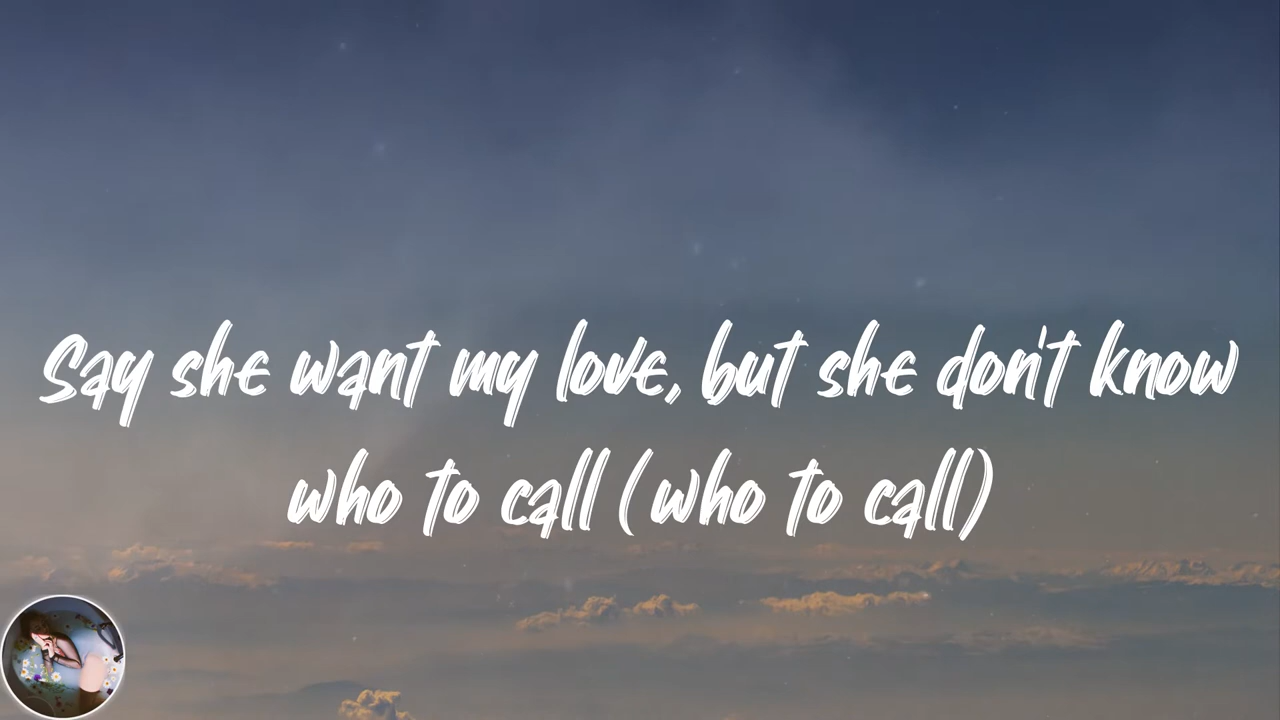 Say she want my love, but she don't know
who to call (who to call)